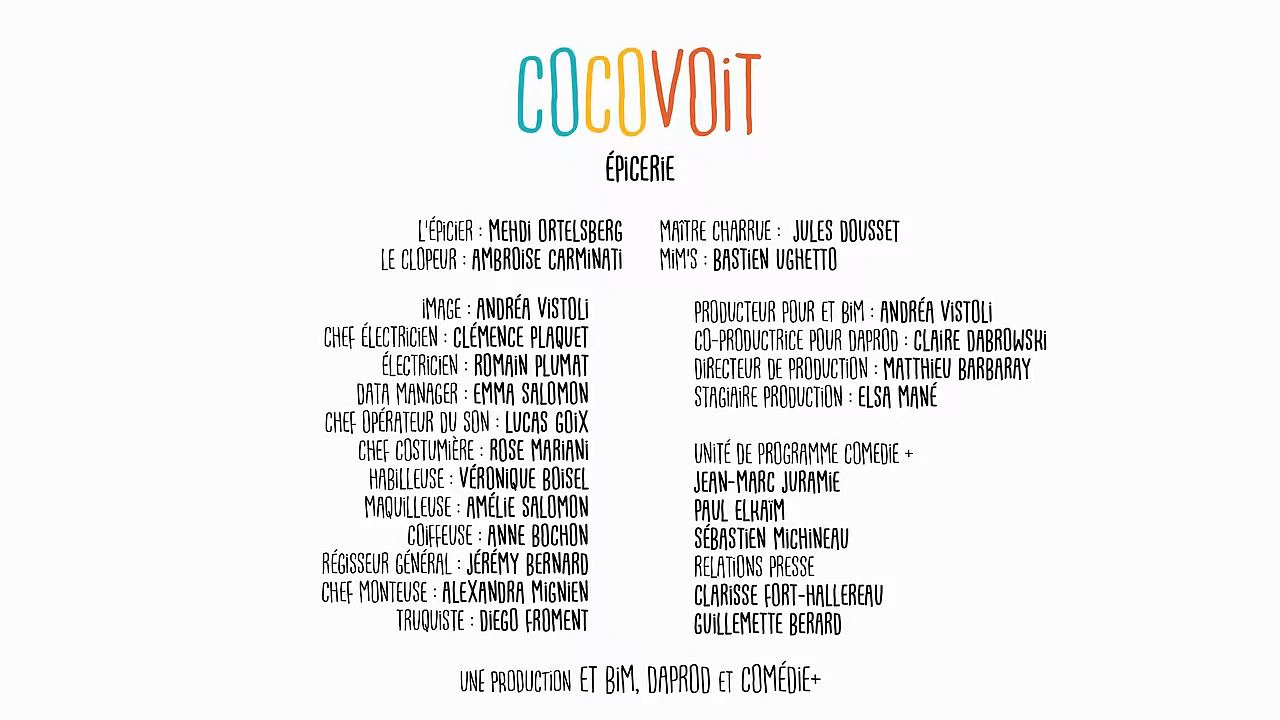 COCOVOIT
ÉPICERIE
L'ÉPICIER : MEHDI ORTELSBERG
LE CLOPEUR : AMBROISE CARMINATI
MAÎTRE CHARRUE : JULES DOUSSET
MIM'S : BASTIEN UGHETTO
IMAGE : ANDRÉA VISTOLI
CHEF ÉLECTRICIEN : CLÉMENCE PLAQUET
ÉLECTRICIEN : ROMAIN PLUMAT
DATA MANAGER : EMMA SALOMON
CHEF OPÉRATEUR DU SON : LUCAS GOIX
CHEF COSTUMIÈRE : ROSE MARIANI
HABILLEUSE : VÉRONIQUE BOISEL
MAQUILLEUSE : AMÉLIE SALOMON
COIFFEUSE : ANNE BOCHON
RÉGISSEUR GÉNÉRAL : JÉRÉMY BERNARD
CHEF MONTEUSE : ALEXANDRA MIGNIEN
TRUQUISTE : DIEGO FROMENT
PRODUCTEUR POUR ET BIM : ANDRÉA VISTOLI
CO-PRODUCTRICE POUR DAPROD : CLAIRE DABROWSKI
DIRECTEUR DE PRODUCTION : MATTHIEU BARBARAY
STAGIAIRE PRODUCTION : ELSA MANÉ
UNITÉ DE PROGRAMME COMEDIE +
JEAN-MARC JURAMIE
PAUL ELKAÏM
SÉBASTIEN MICHINEAU
RELATIONS PRESSE
CLARISSE FORT-HALLEREAU
GUILLEMETTE BERARD
UNE PRODUCTION ET BIM, DAPROD ET COMÉDIE+